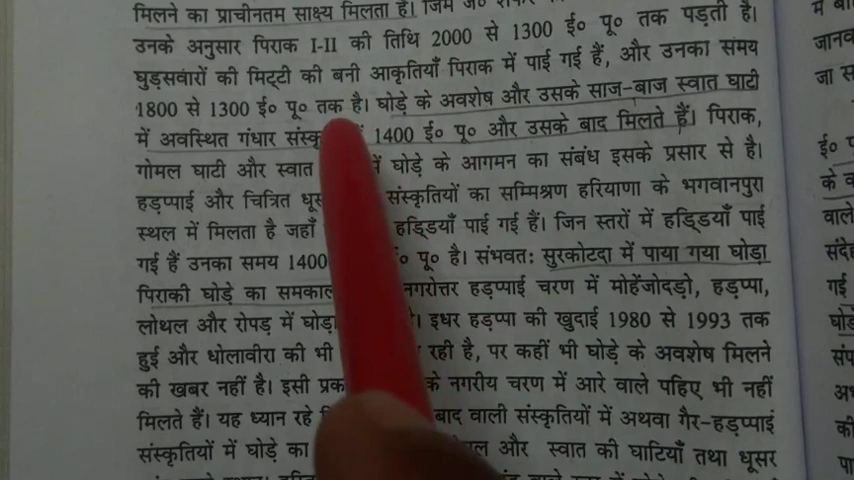 मिलने का प्राचीनतम साक्ष्य मिलता है। जिम जे०
उनके अनुसार पिराक I-II की तिथि 2000 से 1300 ई० पू० तक पड़ती है।
घुड़सवारों की मिट्टी की बनी आकृतियाँ पिराक में पाई गई हैं, और उनका समय
1800 से 1300 ई० पू० तक है। घोड़े के अवशेष और उसके साज-बाज स्वात घाटी
में अवस्थित गंधार 1400 ई० पू० और उसके बाद मिलते हैं। पिराक,
गोमल घाटी और स्वात में घोड़े के आगमन का संबंध इसके प्रसार से है।
हड़प्पाई और चित्रित संस्कृतियों का सम्मिश्रण हरियाणा के भगवानपुरा
स्थल में मिलता है जहाँ हड्डियाँ पाई गई हैं। जिन स्तरों में हड्डियाँ पाई
गई हैं उनका समय 1400 पू० है। संभवतः सुरकोटदा में पाया गया घोड़ा
पिराकी घोड़े का नगरोत्तर हड़प्पाई चरण में मोहेंजोदड़ो, हड़प्पा,
लोथल और रोपड़ में इधर हड़प्पा की खुदाई 1980 से 1993 तक
हुई और धोलावीरा की भी रही है, पर कहीं भी घोड़े के अवशेष मिलने
की खबर नहीं है। इसी के नगरीय चरण में आरे वाले पहिए भी नहीं
मिलते हैं। यह ध्यान रहे बाद वाली संस्कृतियों में अथवा गैर-हड़प्पाई
संस्कृतियों में घोड़े का और स्वात की घाटियाँ तथा धूसर
में
जानव
जा स
ई० प
के व
वाले
संदेह
गई
घोड़
संप
की
पा